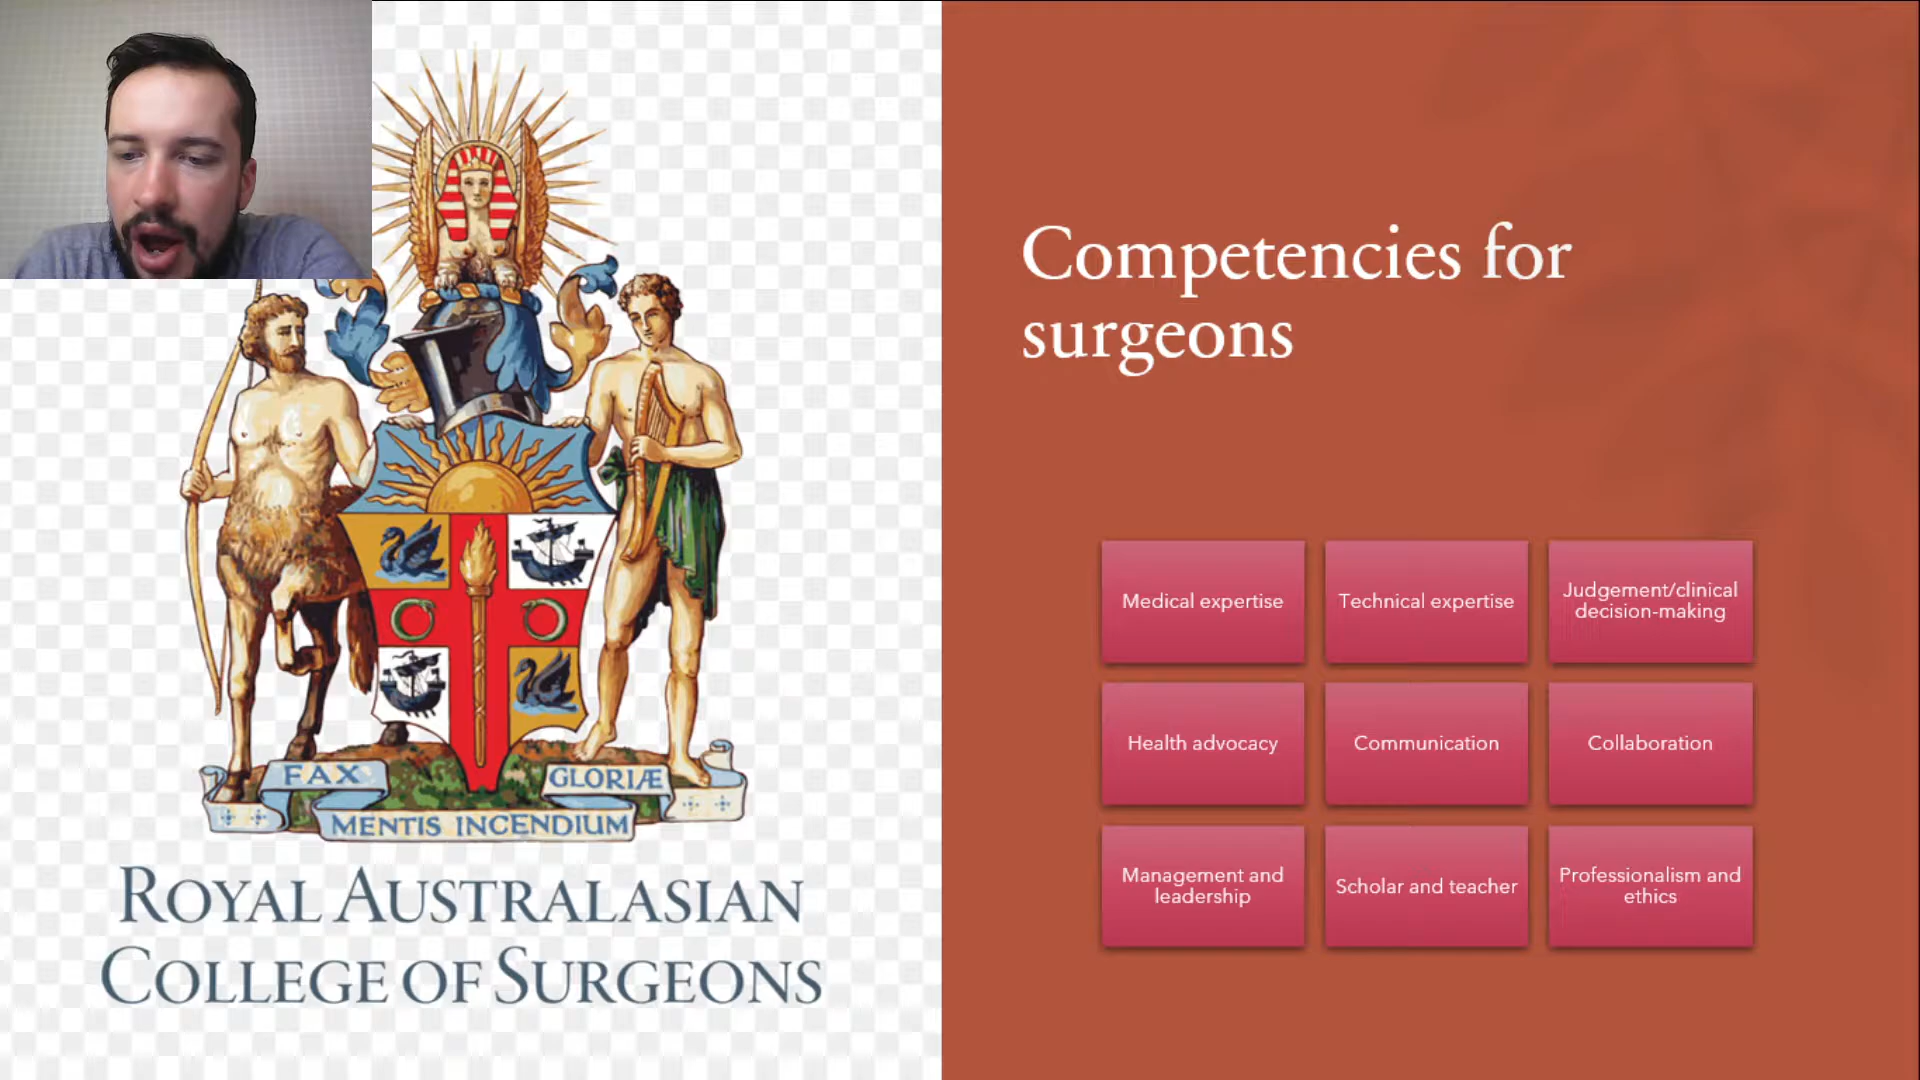 FAX
GLORIÆ
MENTIS INCENDIUM
ROYAL AUSTRALASIAN
COLLEGE OF SURGEONS
Competencies for
surgeons
Medical expertise
Technical expertise
Judgement/clinical
decision-making
Health advocacy
Communication
Collaboration
Management and
leadership
Scholar and teacher
Professionalism and
ethics